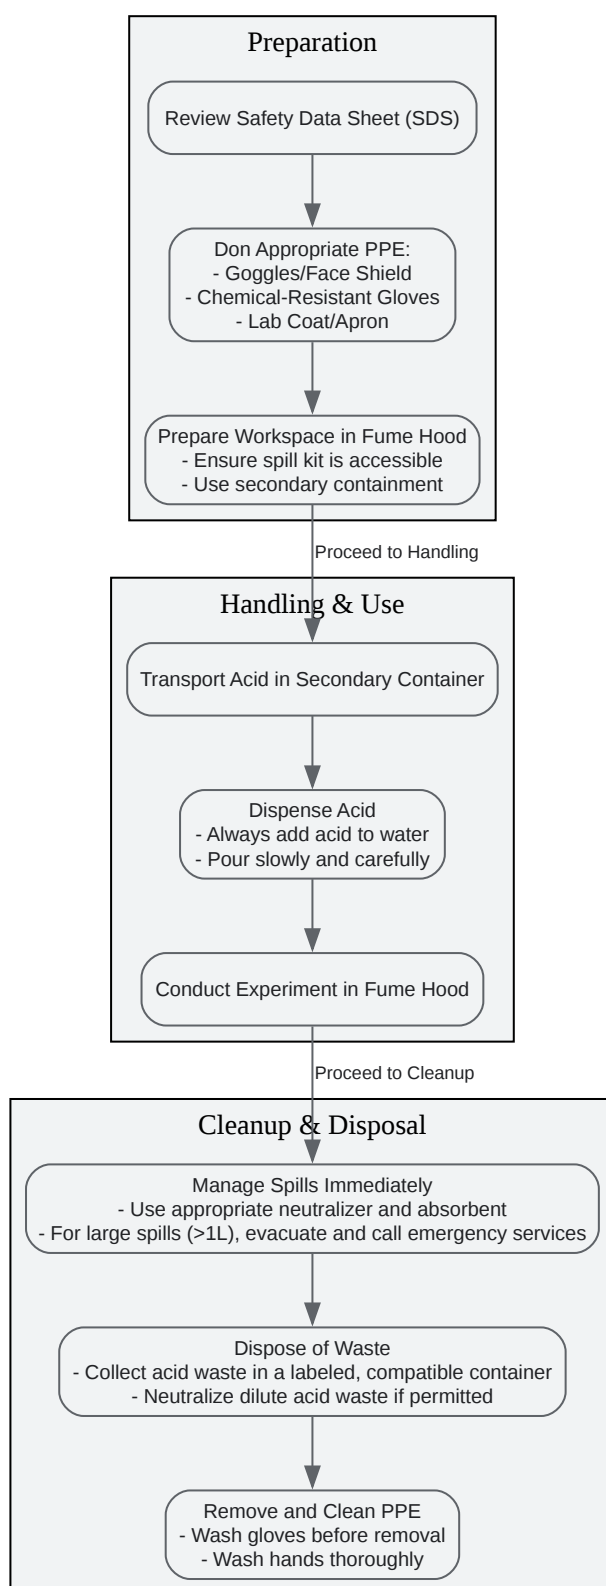 Preparation
Review Safety Data Sheet (SDS)
Don Appropriate PPE:
- Goggles/Face Shield
- Chemical-Resistant Gloves
- Lab Coat/Apron
Prepare Workspace in Fume Hood
- Ensure spill kit is accessible
- Use secondary containment
Proceed to Handling
Handling & Use
Transport Acid in Secondary Container
Dispense Acid
- Always add acid to water
- Pour slowly and carefully
Conduct Experiment in Fume Hood
Proceed to Cleanup
Cleanup & Disposal
Manage Spills Immediately
- Use appropriate neutralizer and absorbent
- For large spills (>1L), evacuate and call emergency services
Dispose of Waste
- Collect acid waste in a labeled, compatible container
- Neutralize dilute acid waste if permitted
Remove and Clean PPE
- Wash gloves before removal
- Wash hands thoroughly